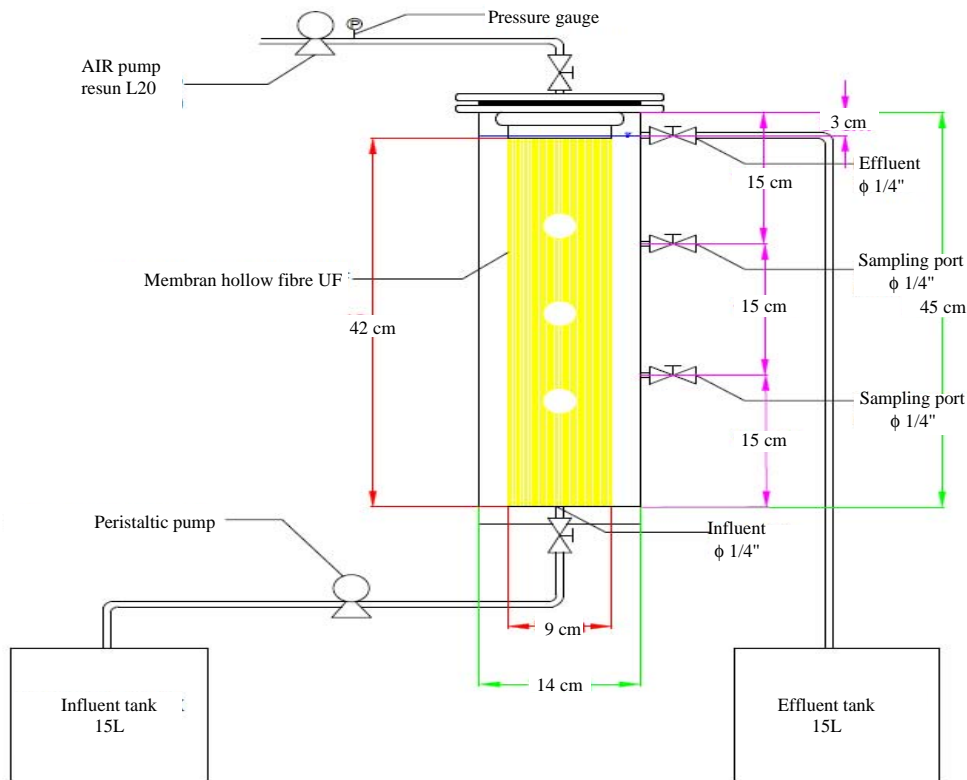 Pressure gauge
P
AIR pump
resun L20
3 cm
Effluent
ϕ 1/4"
15 cm
Sampling port
ϕ 1/4"
Membran hollow fibre UF
15 cm
45 cm
42 cm
Sampling port
ϕ 1/4"
15 cm
Peristaltic pump
Influent
ϕ 1/4"
9 cm
14 cm
Influent tank
15L
Effluent tank
15L